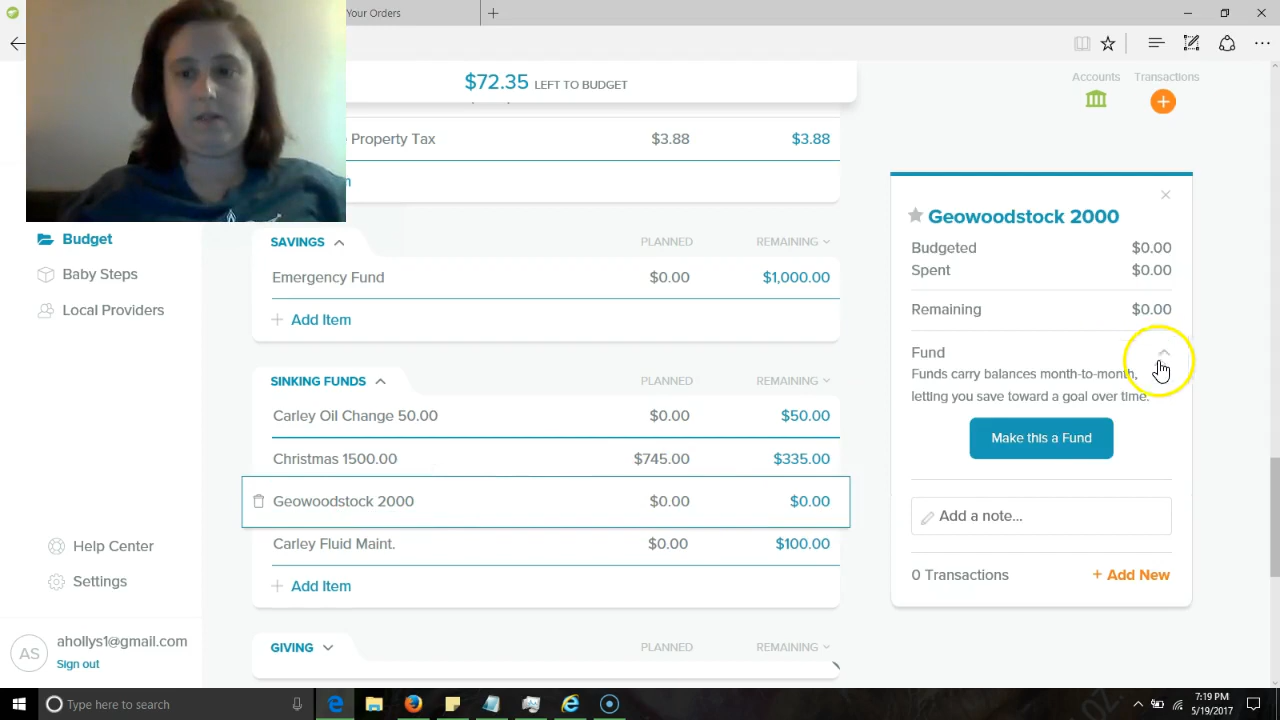 our Orders
$72.35 LEFT TO BUDGET
Accounts
Transactions
Property Tax $3.88 $3.88
Budget
Baby Steps
Local Providers
Help Center
Settings
AS
ahollys1@gmail.com
Sign out
SAVINGS PLANNED REMAINING
Emergency Fund $0.00 $1,000.00
+ Add Item
SINKING FUNDS PLANNED REMAINING
Carley Oil Change 50.00 $0.00 $50.00
Christmas 1500.00 $745.00 $335.00
Geowoodstock 2000 $0.00 $0.00
Carley Fluid Maint. $0.00 $100.00
+ Add Item
GIVING PLANNED REMAINING
Geowoodstock 2000
Budgeted $0.00
Spent $0.00
Remaining $0.00
Fund
Funds carry balances month-to-month,
letting you save toward a goal over time.
Make this a Fund
Add a note...
0 Transactions + Add New
Type here to search
7:19 PM
5/19/2017